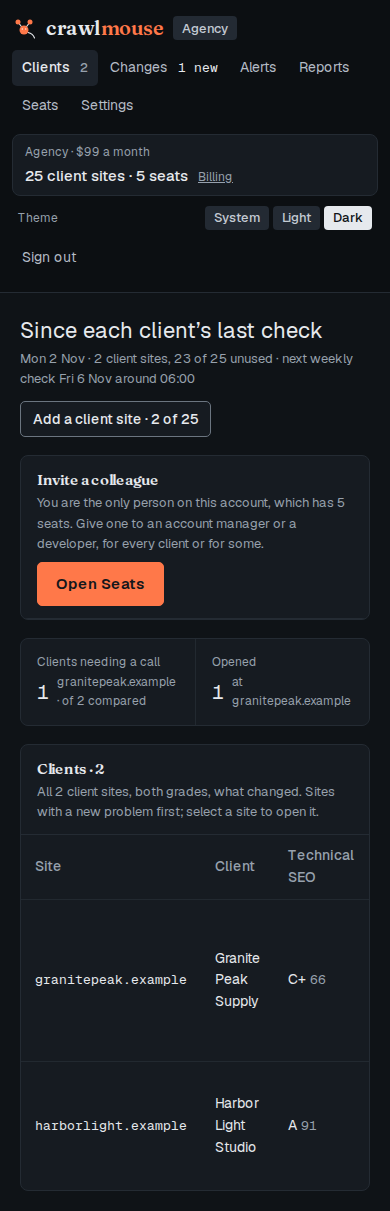 crawlmouse Agency
Clients 2 Changes 1 new Alerts Reports
Seats Settings
Agency · $99 a month
25 client sites · 5 seats Billing
Theme System Light Dark
Sign out
Since each client’s last check
Mon 2 Nov · 2 client sites, 23 of 25 unused · next weekly
check Fri 6 Nov around 06:00
Add a client site · 2 of 25
Invite a colleague
You are the only person on this account, which has 5
seats. Give one to an account manager or a
developer, for every client or for some.
Open Seats
Clients needing a call
1 granitepeak.example
· of 2 compared
Opened
1 at
granitepeak.example
Clients · 2
All 2 client sites, both grades, what changed. Sites
with a new problem first; select a site to open it.
Site Client Technical
SEO
granitepeak.example Granite
Peak
Supply C+ 66
harborlight.example Harbor
Light
Studio A 91